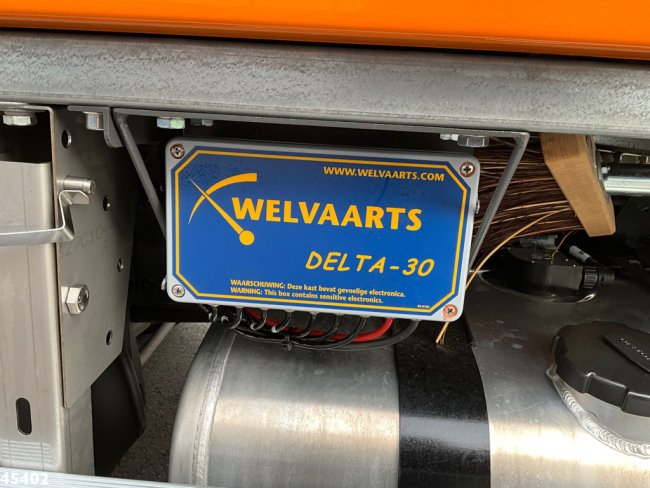 WWW.WELVAARTS.COM
WELVAARTS
DELTA-30
WAARSCHUWING: Deze kast bevat gevoelige electronica.
WARNING: This box contains sensitive electronics.
45402